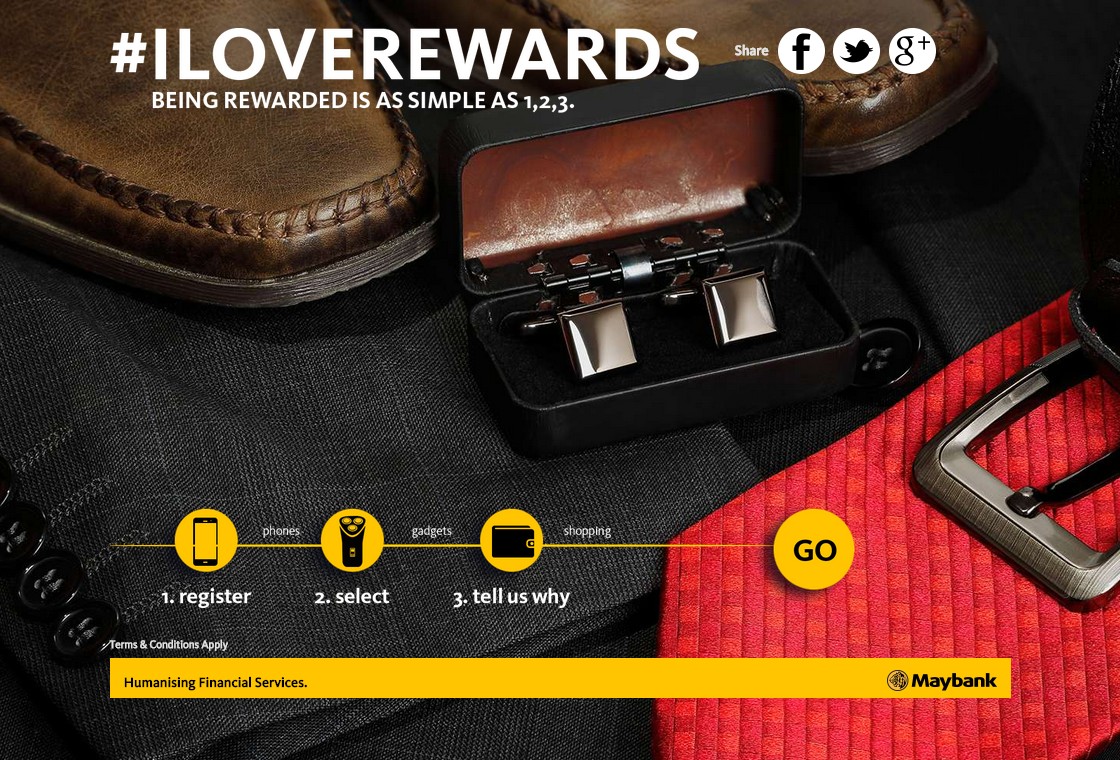 #ILOVEREWARDS
Share
BEING REWARDED IS AS SIMPLE AS 1,2,3.
phones
gadgets
shopping
GO
1. register
2. select
3. tell us why
Terms & Conditions Apply
Humanising Financial Services.
Maybank